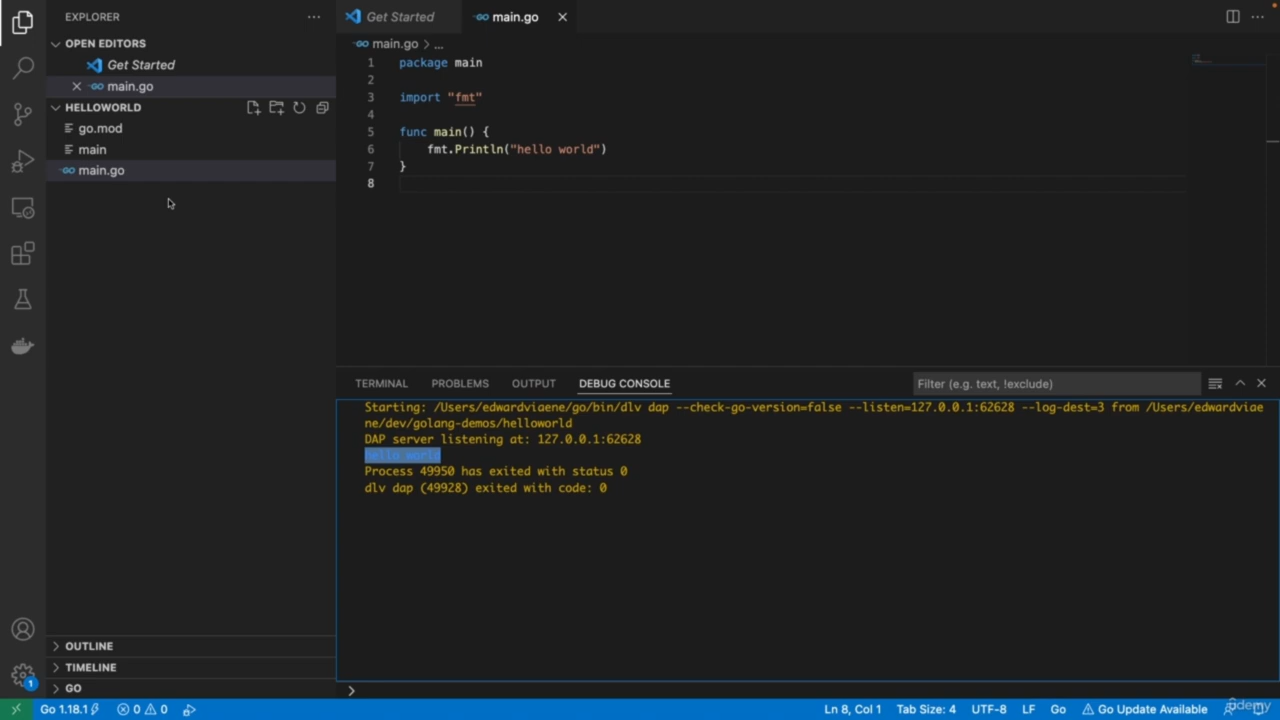 EXPLORER
OPEN EDITORS
Get Started
main.go
HELLOWORLD
go.mod
main
main.go
OUTLINE
TIMELINE
GO
Get Started
main.go
main.go > ...
1 package main
2
3 import "fmt"
4
5 func main() {
6 fmt.Println("hello world")
7 }
8
TERMINAL PROBLEMS OUTPUT DEBUG CONSOLE
Filter (e.g. text, !exclude)
Starting: /Users/edwardviaene/go/bin/dlv dap --check-go-version=false --listen=127.0.0.1:62628 --log-dest=3 from /Users/edwardviae
ne/dev/golang-demos/helloworld
DAP server listening at: 127.0.0.1:62628
hello world
Process 49950 has exited with status 0
dlv dap (49928) exited with code: 0
>
1
Go 1.18.1 0 0 Ln 8, Col 1 Tab Size: 4 UTF-8 LF Go Go Update Available
udemy